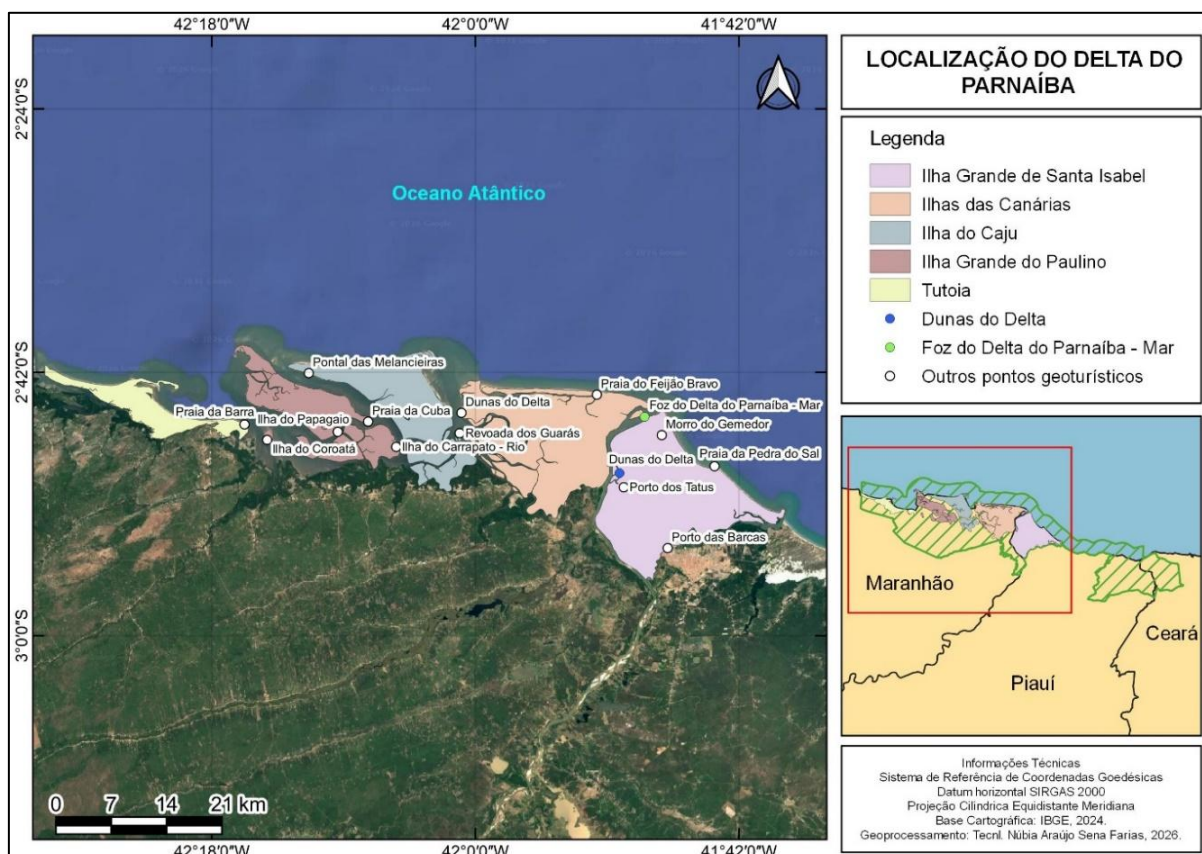 42°18′0″W
42°0′0″W
41°42′0″W
2°24′0″S
2°42′0″S
3°0′0″S
Oceano Atântico
Pontal das Melancieiras
Praia do Feijão Bravo
Praia da Barra
Ilha do Papagaio
Praia da Cuba
Dunas do Delta
Foz do Delta do Parnaíba - Mar
Ilha do Coroatá
Revoada dos Guarás
Morro do Gemedor
Ilha do Carrapato - Rio
Dunas do Delta
Praia da Pedra do Sal
Porto dos Tatus
Porto das Barcas
0 7 14 21 km
42°18′0″W
42°0′0″W
41°42′0″W
LOCALIZAÇÃO DO DELTA DO
PARNAÍBA
Legenda
Ilha Grande de Santa Isabel
Ilhas das Canárias
Ilha do Caju
Ilha Grande do Paulino
Tutoia
Dunas do Delta
Foz do Delta do Parnaíba - Mar
Outros pontos geoturísticos
Maranhão
Ceará
Piauí
Informações Técnicas
Sistema de Referência de Coordenadas Goedésicas
Datum horizontal SIRGAS 2000
Projeção Cilíndrica Equidistante Meridiana
Base Cartográfica: IBGE, 2024.
Geoprocessamento: Tecnl. Núbia Araújo Sena Farias, 2026.